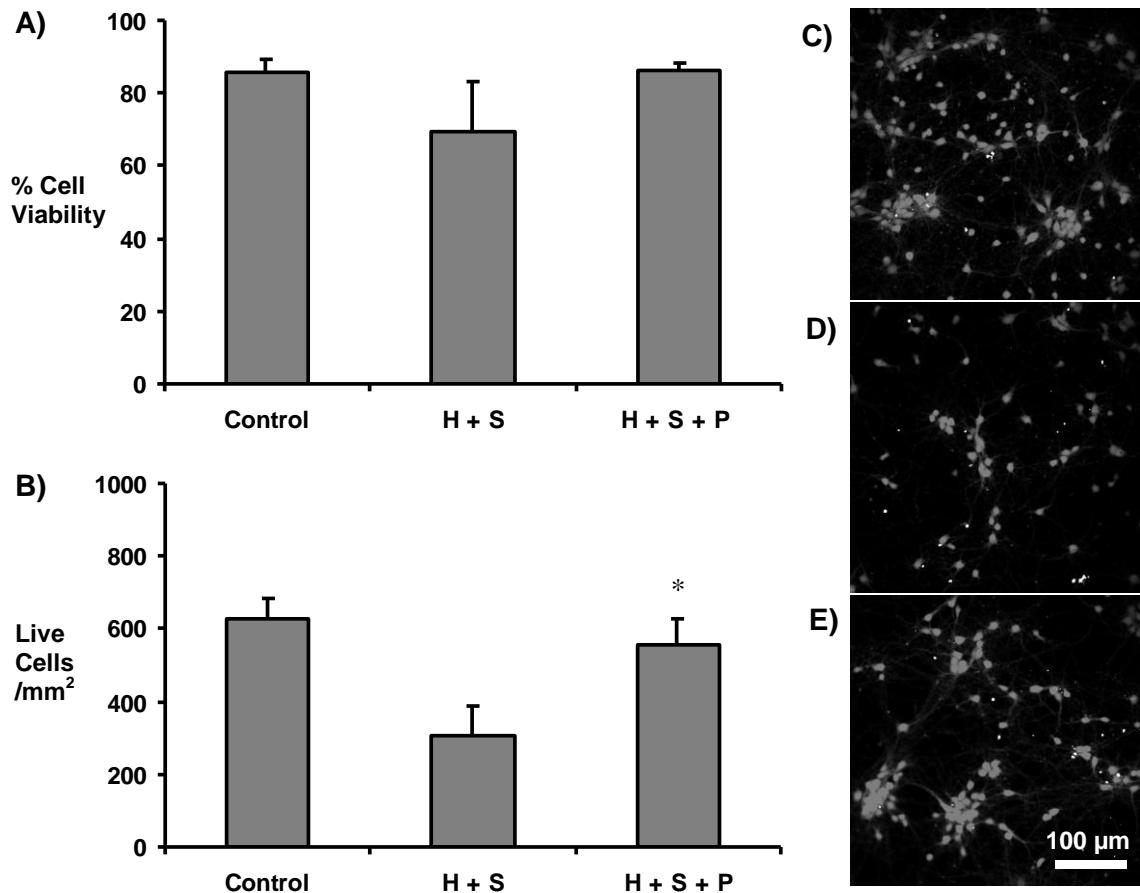 A)
100
80
60
40
20
0
% Cell
Viability
Control H + S H + S + P
B)
1000
800
600
400
200
0
Live
Cells
/mm²
*
Control H + S H + S + P
C)
D)
E)
100 µm